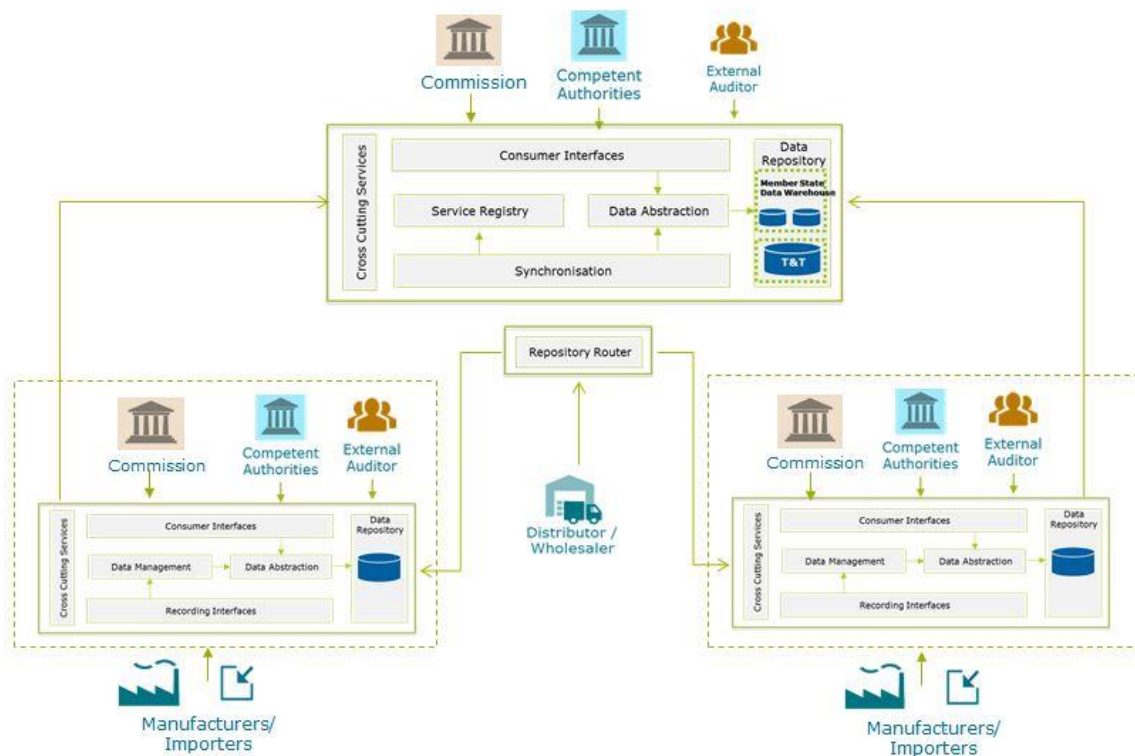 Commission
Competent
Authorities
External
Auditor
Cross Cutting Services
Consumer Interfaces
Data
Repository
Member State
Data Warehouse
Service Registry
Data Abstraction
T&T
Synchronisation
Repository Router
Commission
Competent
Authorities
External
Auditor
Cross Cutting Services
Consumer Interfaces
Data
Repository
Data Management
Data Abstraction
Recording Interfaces
Manufacturers/
Importers
Distributor /
Wholesaler
Commission
Competent
Authorities
External
Auditor
Cross Cutting Services
Consumer Interfaces
Data
Repository
Data Management
Data Abstraction
Recording Interfaces
Manufacturers/
Importers